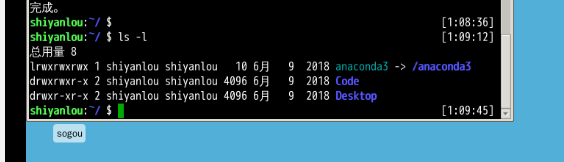 完成。
shiyanlou:~/ $ [1:08:36]
shiyanlou:~/ $ ls -l [1:09:12]
总用量 8
lrwxrwxrwx 1 shiyanlou shiyanlou 10 6月 9 2018 anaconda3 -> /anaconda3
drwxrwxr-x 2 shiyanlou shiyanlou 4096 6月 9 2018 Code
drwxr-xr-x 2 shiyanlou shiyanlou 4096 6月 9 2018 Desktop
shiyanlou:~/ $ [1:09:45]
sogou